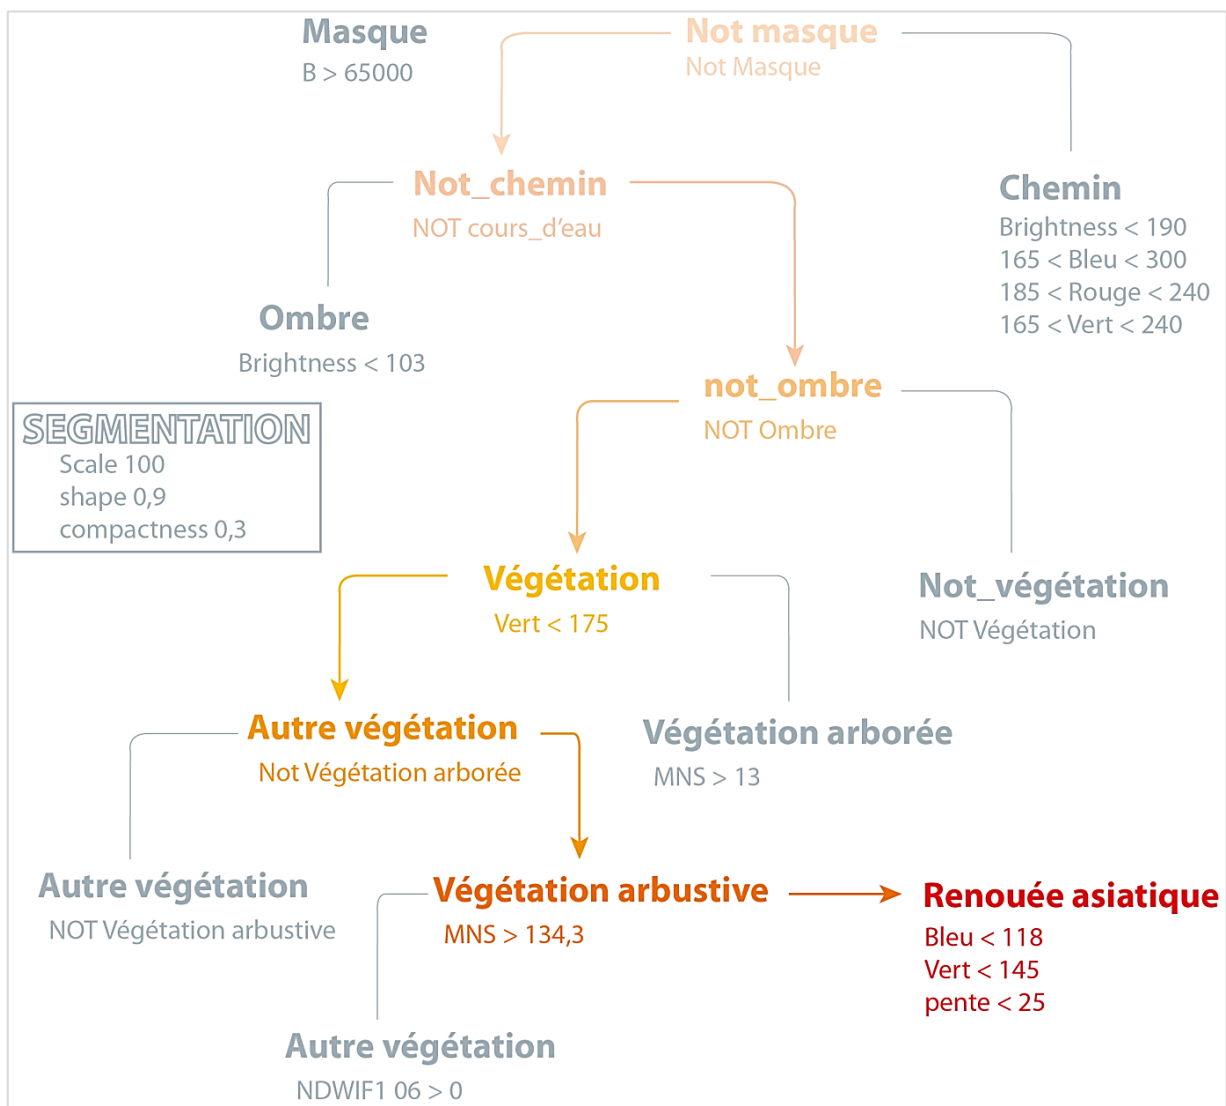 Masque
B > 65000
Not masque
Not Masque
Not_chemin
NOT cours_d’eau
Chemin
Brightness < 190
165 < Bleu < 300
185 < Rouge < 240
165 < Vert < 240
Ombre
Brightness < 103
not_ombre
NOT Ombre
SEGMENTATION
Scale 100
shape 0,9
compactness 0,3
Végétation
Vert < 175
Not_végétation
NOT Végétation
Autre végétation
Not Végétation arborée
Végétation arborée
MNS > 13
Autre végétation
NOT Végétation arbustive
Végétation arbustive
MNS > 134,3
Renouée asiatique
Bleu < 118
Vert < 145
pente < 25
Autre végétation
NDWIF1 06 > 0